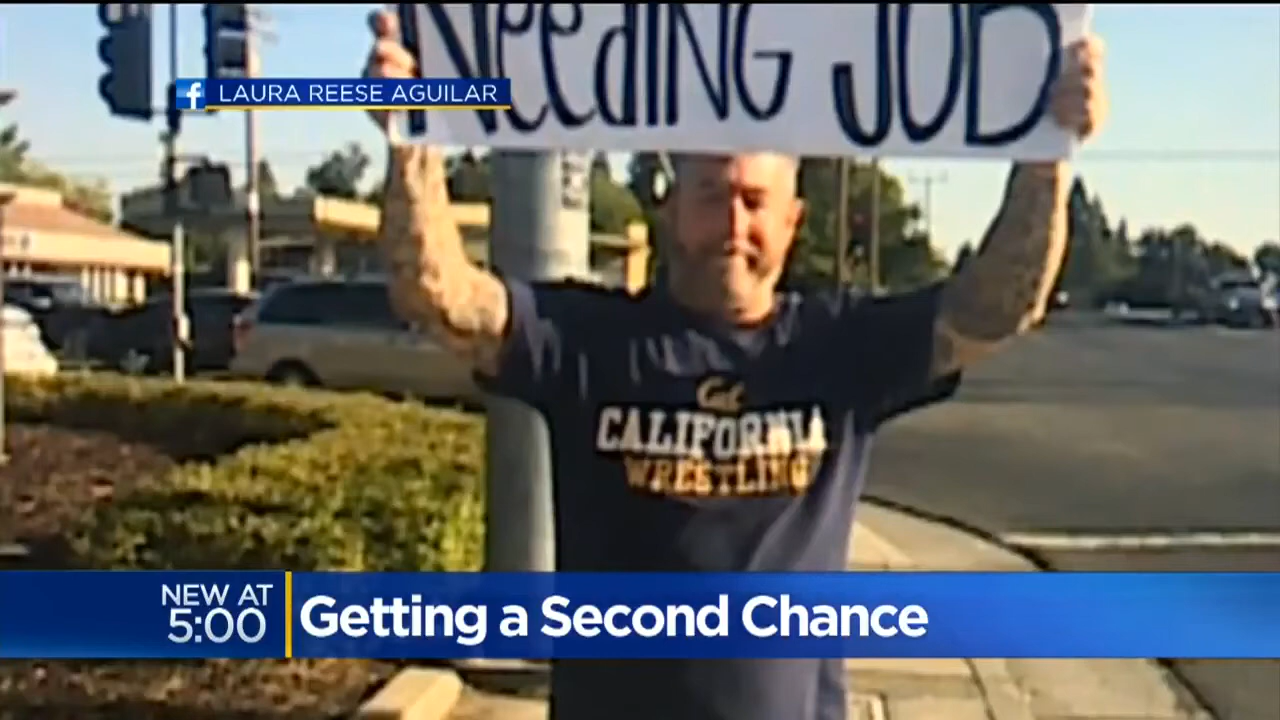 NeediNG JOB
f LAURA REESE AGUILAR
Cal
CALIFORNIA
WRESTLING
NEW AT
5:00
Getting a Second Chance